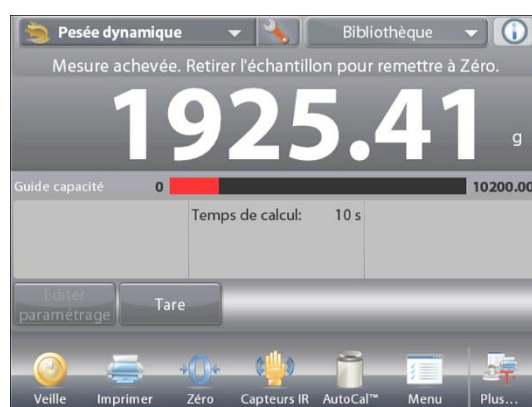 Pesée dynamique Bibliothèque
Mesure achevée. Retirer l'échantillon pour remettre à Zéro.
1925.41 g
Guide capacité 0 10200.00
Temps de calcul: 10 s
Editer
paramétrage
Tare
Veille Imprimer Zéro Capteurs IR AutoCal™ Menu Plus...